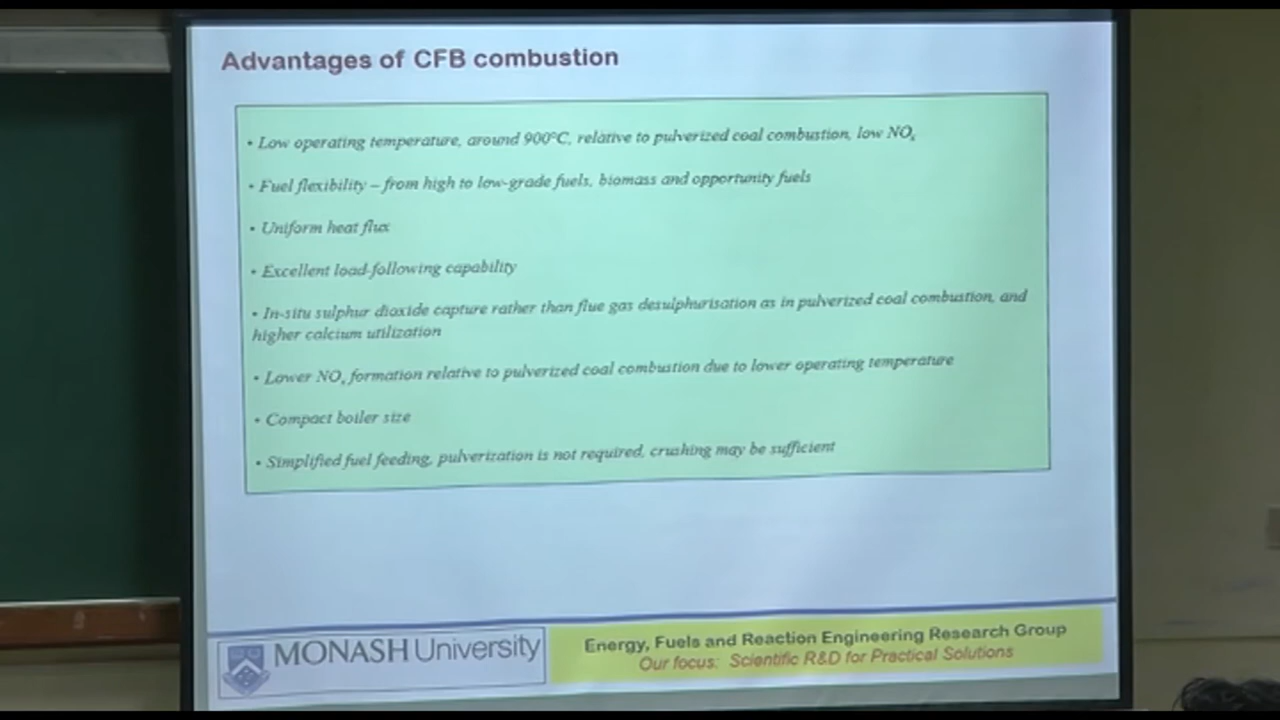 Advantages of CFB combustion
• Low operating temperature, around 900°C, relative to pulverized coal combustion, low NOx
• Fuel flexibility – from high to low-grade fuels, biomass and opportunity fuels
• Uniform heat flux
• Excellent load-following capability
• In-situ sulphur dioxide capture rather than flue gas desulphurisation as in pulverized coal combustion, and
higher calcium utilization
• Lower NOx formation relative to pulverized coal combustion due to lower operating temperature
• Compact boiler size
• Simplified fuel feeding, pulverization is not required, crushing may be sufficient
MONASH University
Energy, Fuels and Reaction Engineering Research Group
Our focus: Scientific R&D for Practical Solutions